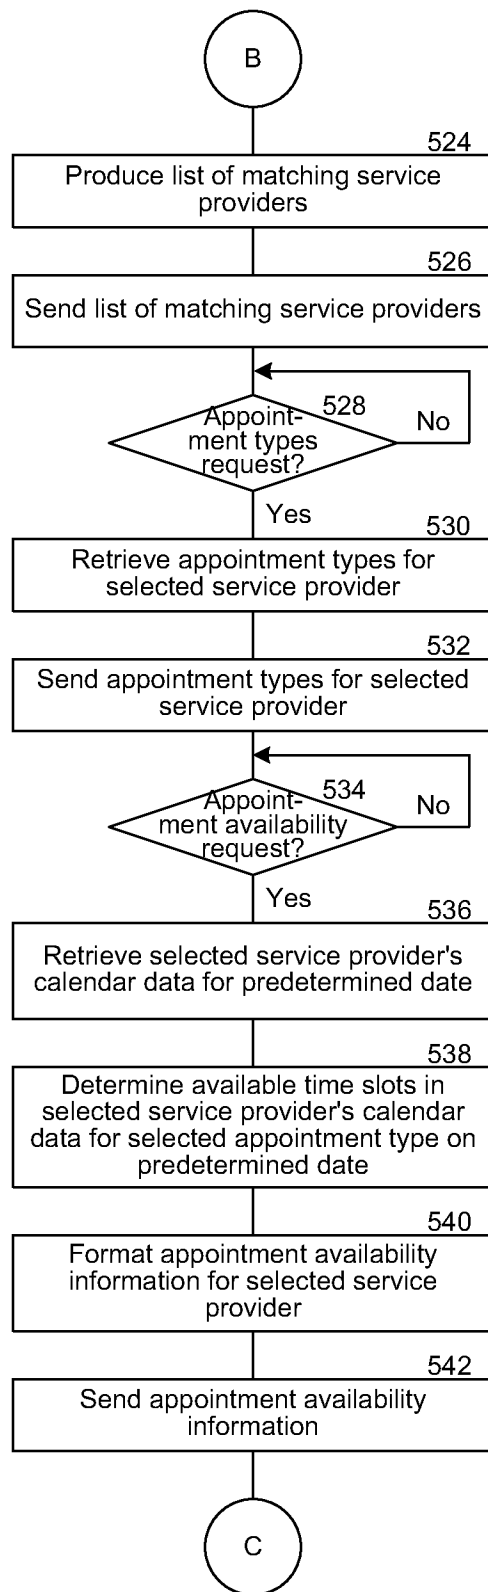 B
524
Produce list of matching service
providers
526
Send list of matching service providers
528
Appoint-
ment types
request?
No
Yes
530
Retrieve appointment types for
selected service provider
532
Send appointment types for selected
service provider
534
Appoint-
ment availability
request?
No
Yes
536
Retrieve selected service provider's
calendar data for predetermined date
538
Determine available time slots in
selected service provider's calendar
data for selected appointment type on
predetermined date
540
Format appointment availability
information for selected service
provider
542
Send appointment availability
information
C